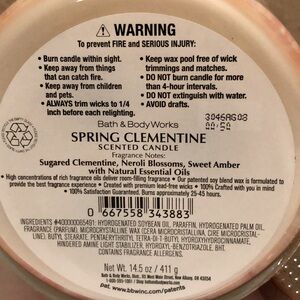 ⚠ WARNING
To prevent FIRE and SERIOUS INJURY:
• Burn candle within sight.
• Keep away from things
that can catch fire.
• Keep away from children
and pets.
• ALWAYS trim wicks to 1/4
inch before each relighting.
• Keep wax pool free of wick
trimmings and matches.
• DO NOT burn candle for more
than 4-hour intervals.
• DO NOT extinguish with water.
• AVOID drafts.
Bath & Body Works
SPRING CLEMENTINE
SCENTED CANDLE
Fragrance Notes:
Sugared Clementine, Neroli Blossoms, Sweet Amber
with Natural Essential Oils
• High concentrations of rich fragrance oils deliver room-filling fragrance • Our patented soy blend wax is formulated to
provide the best fragrance experience • Created with premium lead-free wicks • 100% Crafted with you in mind
• 100% Satisfaction Guaranteed. Burns approximately 25-45 hours.
0 667558 343883
Net Wt. 14.5 oz / 411 g
www.bbwinc.com/patents